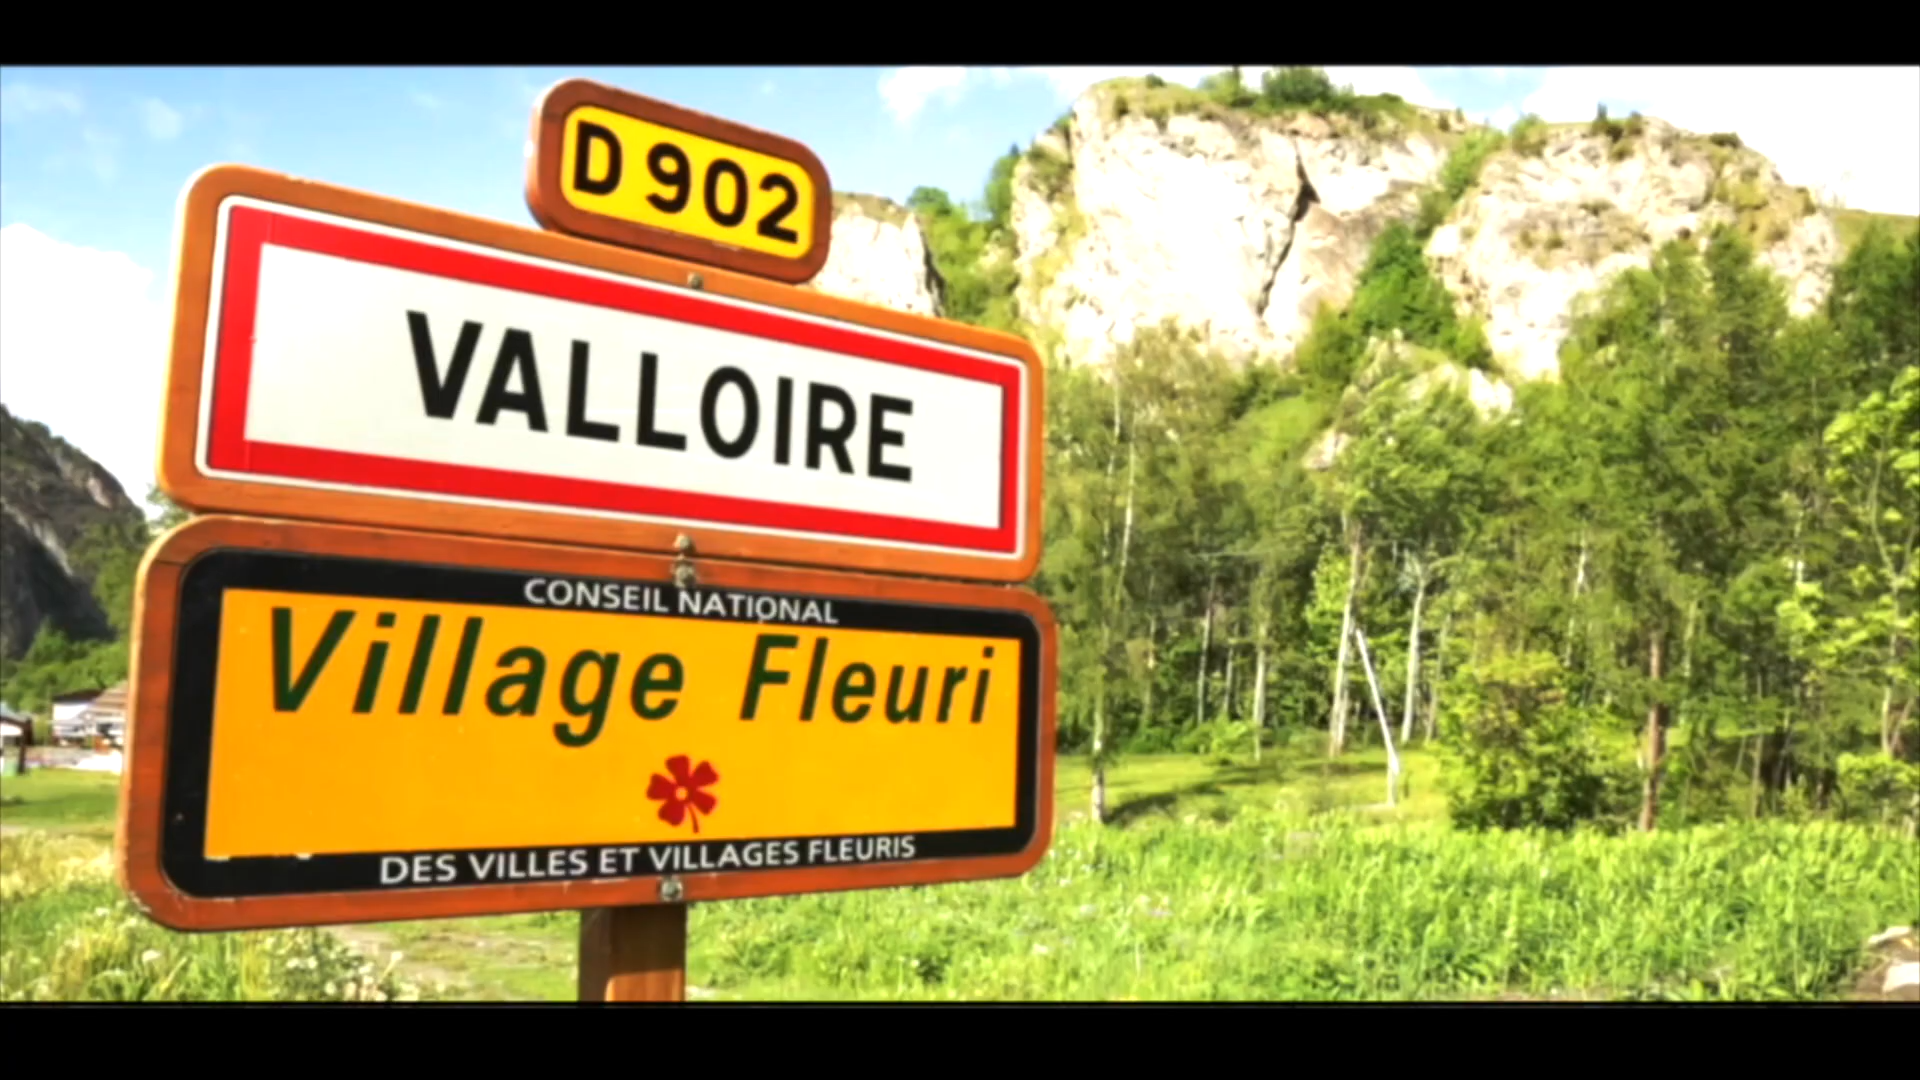 D 902
VALLOIRE
CONSEIL NATIONAL
Village Fleuri
DES VILLES ET VILLAGES FLEURIS